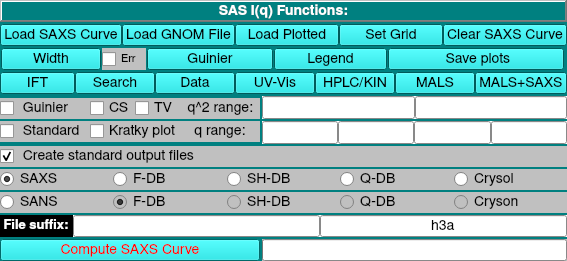 SAS I(q) Functions:
Load SAXS Curve Load GNOM File Load Plotted Set Grid Clear SAXS Curve
Width Err Guinier Legend Save plots
IFT Search Data UV-Vis HPLC/KIN MALS MALS+SAXS
Guinier CS TV q^2 range:
Standard Kratky plot q range:
Create standard output files
SAXS F-DB SH-DB Q-DB Crysol
SANS F-DB SH-DB Q-DB Cryson
File suffix: h3a
Compute SAXS Curve